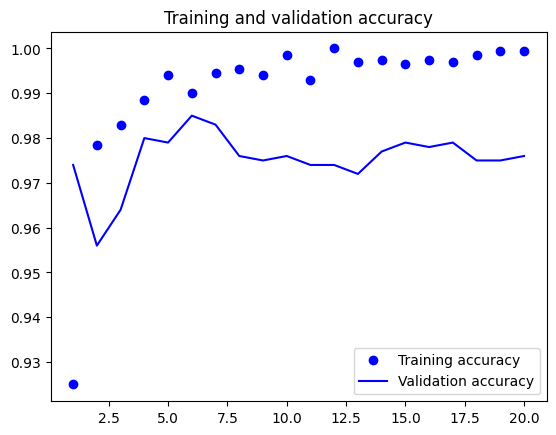 Training and validation accuracy
1.00
0.99
0.98
0.97
0.96
0.95
0.94
0.93
Training accuracy
Validation accuracy
2.5 5.0 7.5 10.0 12.5 15.0 17.5 20.0